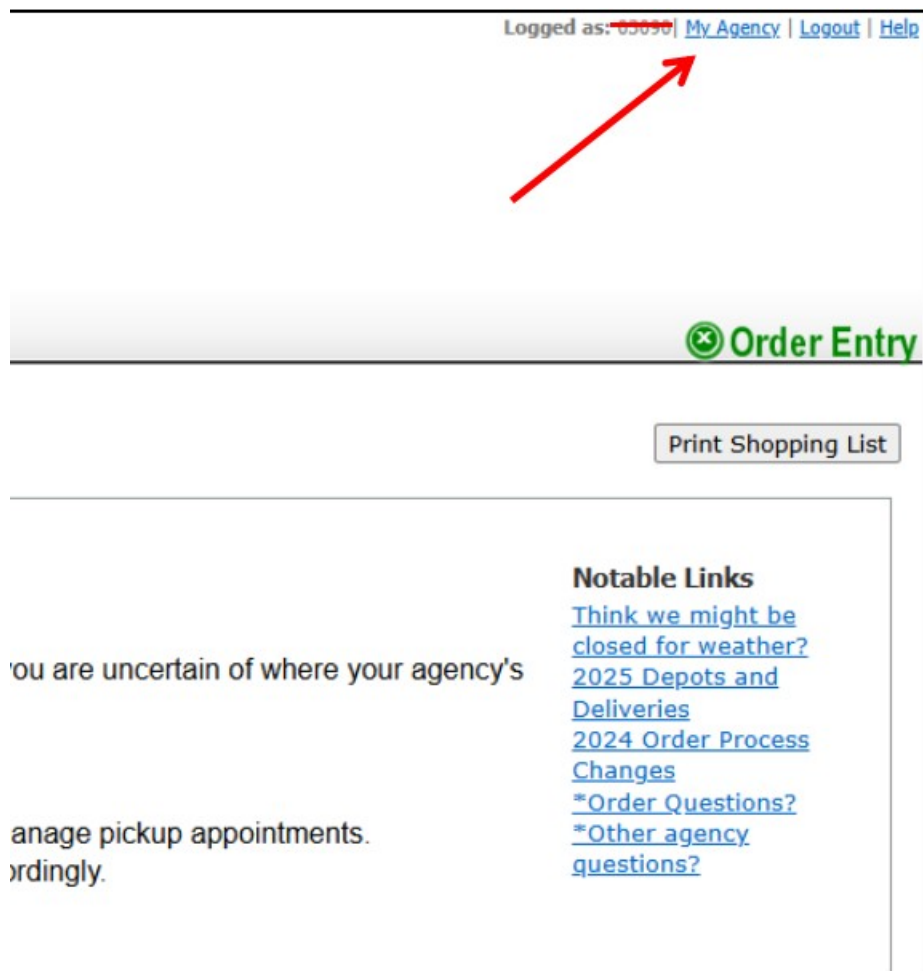 Logged as: | My Agency | Logout | Help
Order Entry
Print Shopping List
Notable Links
Think we might be
closed for weather?
2025 Depots and
Deliveries
2024 Order Process
Changes
*Order Questions?
*Other agency
questions?
you are uncertain of where your agency's
anage pickup appointments.
ordingly.